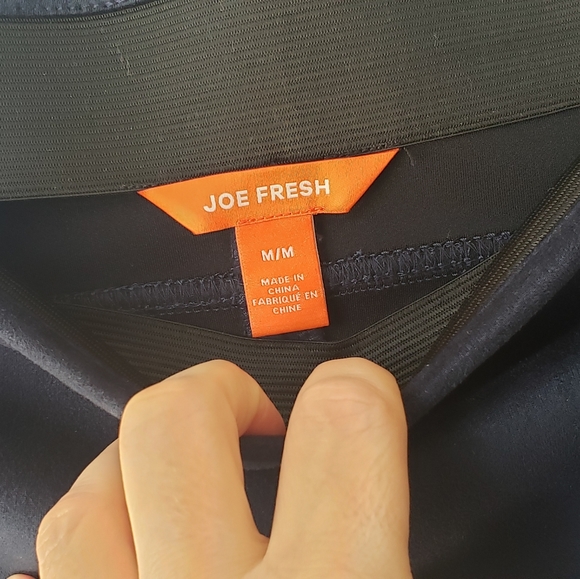 JOE FRESH
M/M
MADE IN
CHINA
FABRIQUÉ EN
CHINE